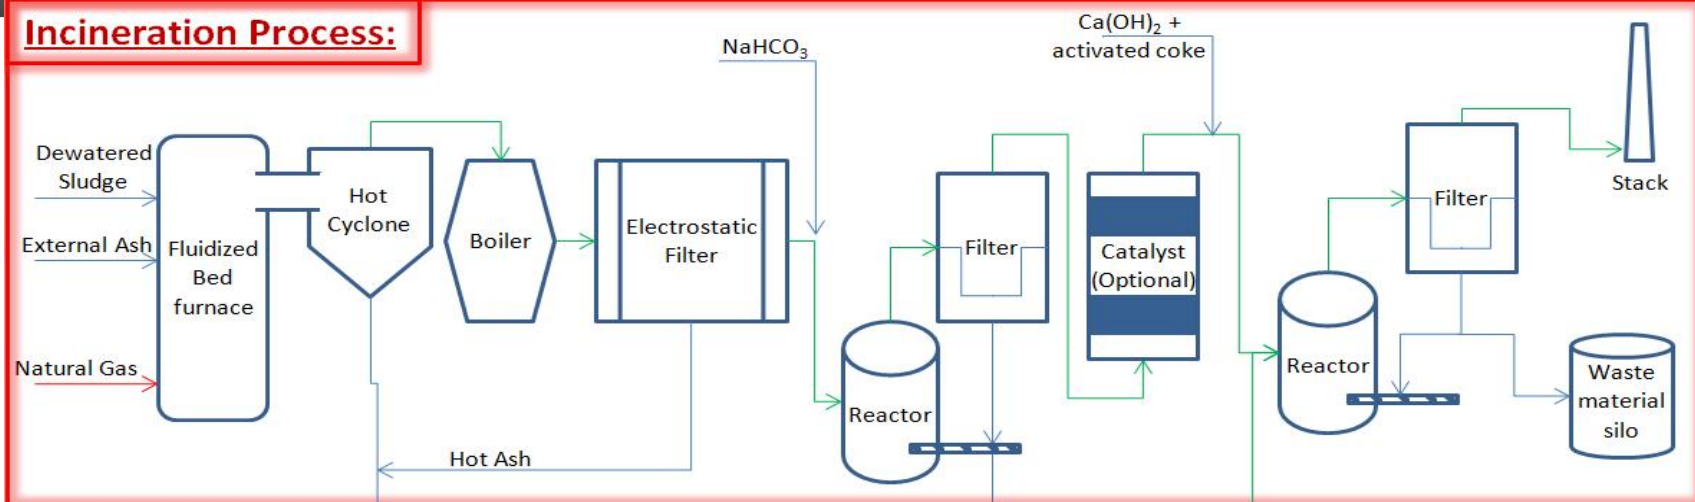 Incineration Process:
NaHCO₃
Ca(OH)₂ +
activated coke
Dewatered
Sludge
External Ash
Natural Gas
Fluidized
Bed
furnace
Hot
Cyclone
Boiler
Electrostatic
Filter
Hot Ash
Reactor
Filter
Catalyst
(Optional)
Reactor
Filter
Stack
Waste
material
silo